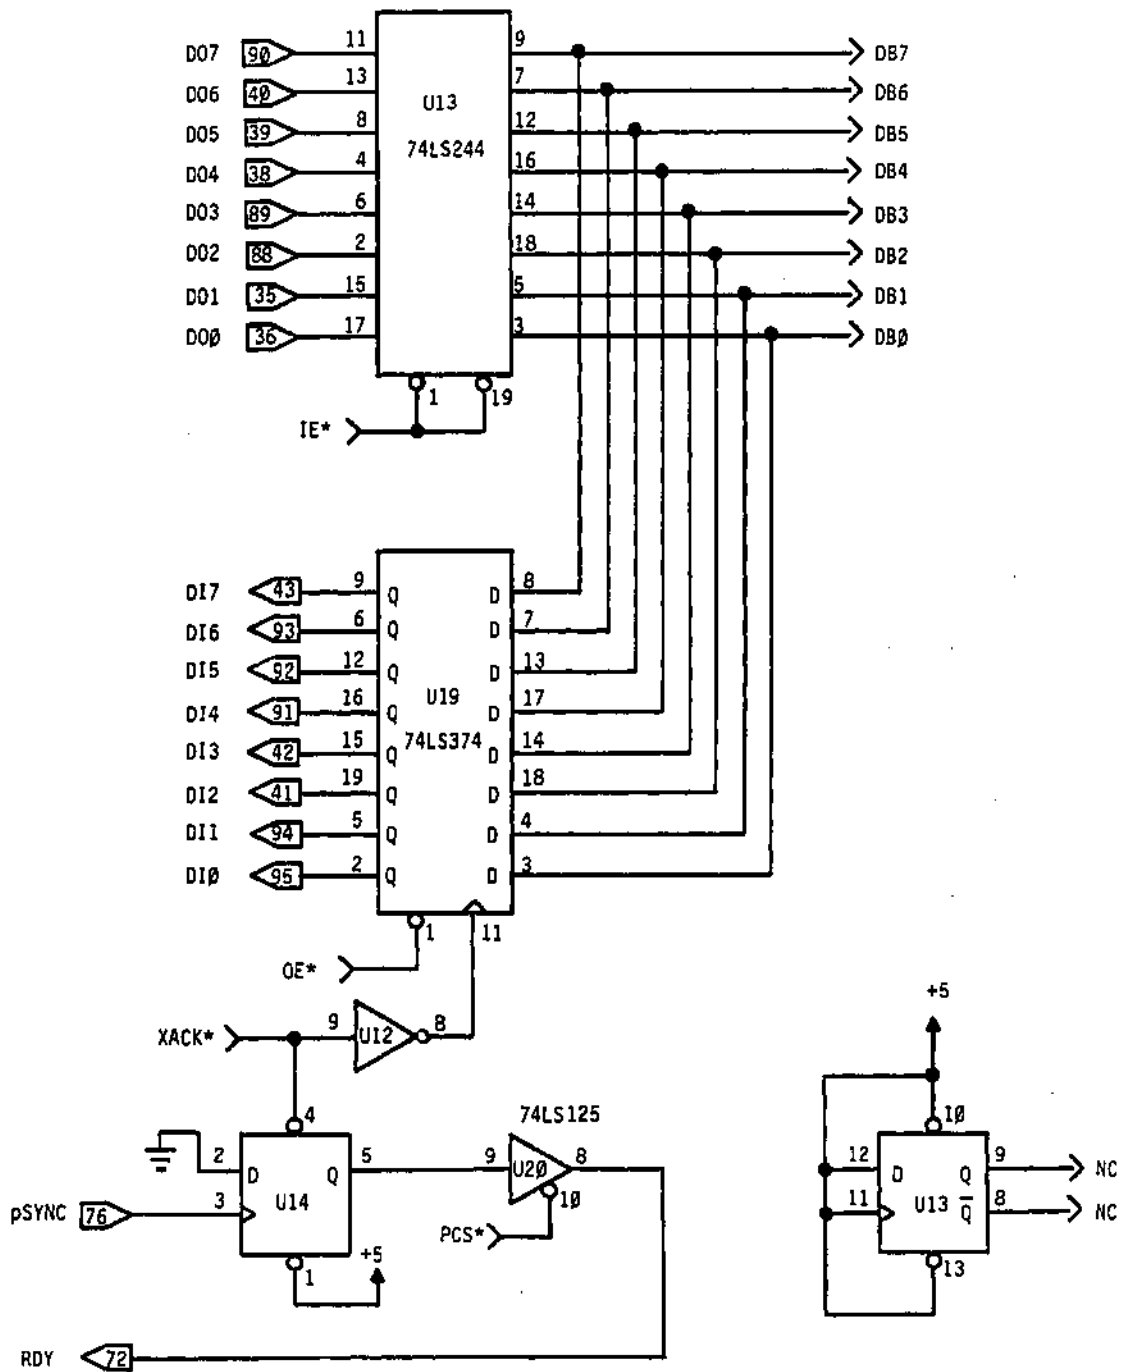 DO7 90 11 9 DB7
DO6 40 13 7 DB6
U13
DO5 39 8 12 DB5
74LS244
DO4 38 4 16 DB4
DO3 89 6 14 DB3
DO2 88 2 18 DB2
DO1 35 15 5 DB1
DOØ 36 17 3 DBØ
1 19
IE*
DI7 43 9 Q D 8
DI6 93 6 Q D 7
DI5 92 12 Q D 13
DI4 91 16 Q U19 D 17
DI3 42 15 Q 74LS374 D 14
DI2 41 19 Q D 18
DI1 94 5 Q D 4
DIØ 95 2 Q D 3
1 11
OE*
+5
XACK* 9 U12 8
4 74LS125 1Ø
2 D Q 5 9 U20 8 12 D Q 9 NC
pSYNC 76 3 U14 10 11 U13 Q 8 NC
PCS*
1 +5 13
RDY 72